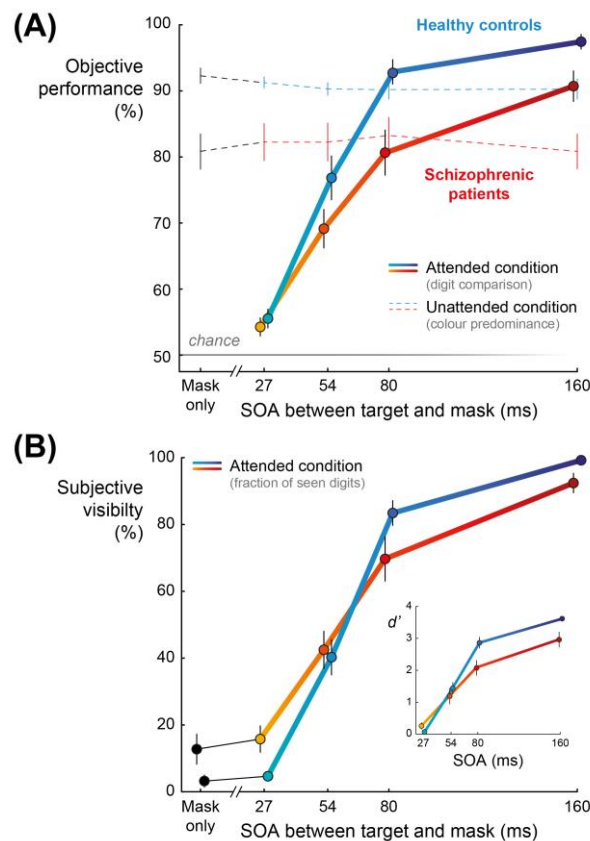 (A)
Objective
performance
(%)
100
90
80
70
60
50
Healthy controls
Schizophrenic
patients
Attended condition
(digit comparison)
Unattended condition
(colour predominance)
chance
Mask
only
27
54
80
160
SOA between target and mask (ms)
(B)
Subjective
visibilty
(%)
100
80
60
40
20
0
Attended condition
(fraction of seen digits)
d'
4
3
2
1
0
27
54
80
160
SOA (ms)
Mask
only
27
54
80
160
SOA between target and mask (ms)